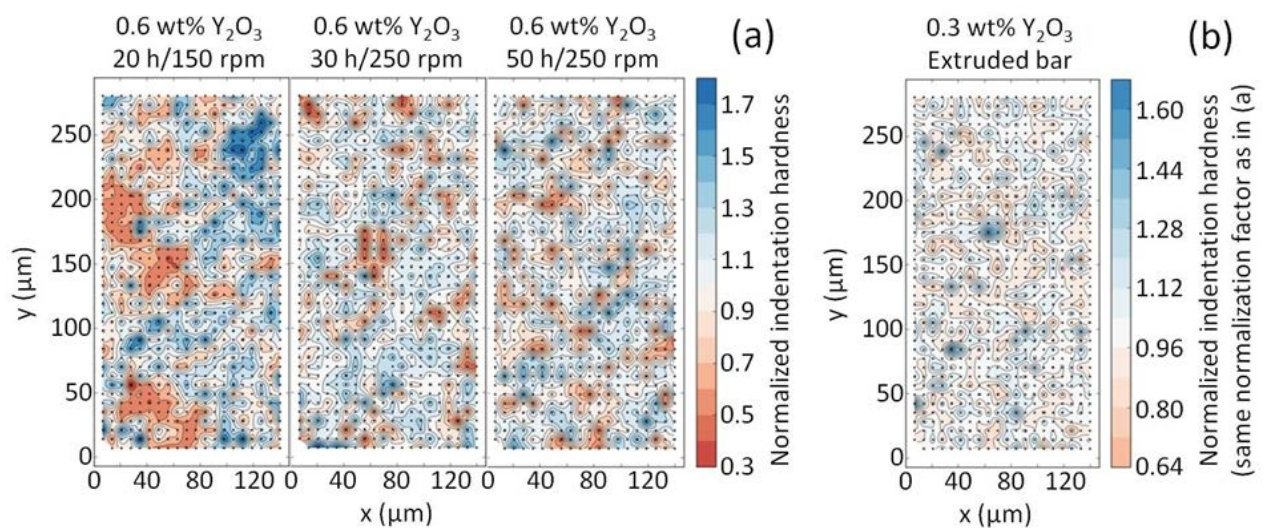 0.6 wt% Y₂O₃
20 h/150 rpm
0.6 wt% Y₂O₃
30 h/250 rpm
0.6 wt% Y₂O₃
50 h/250 rpm
(a)
250
200
150
100
50
0
y (µm)
0 40 80 120
0 40 80 120
0 40 80 120
x (µm)
1.7
1.5
1.3
1.1
0.9
0.7
0.5
0.3
Normalized indentation hardness
0.3 wt% Y₂O₃
Extruded bar
(b)
250
200
150
100
50
0
y (µm)
0 40 80 120
x (µm)
1.60
1.44
1.28
1.12
0.96
0.80
0.64
Normalized indentation hardness
(same normalization factor as in (a)